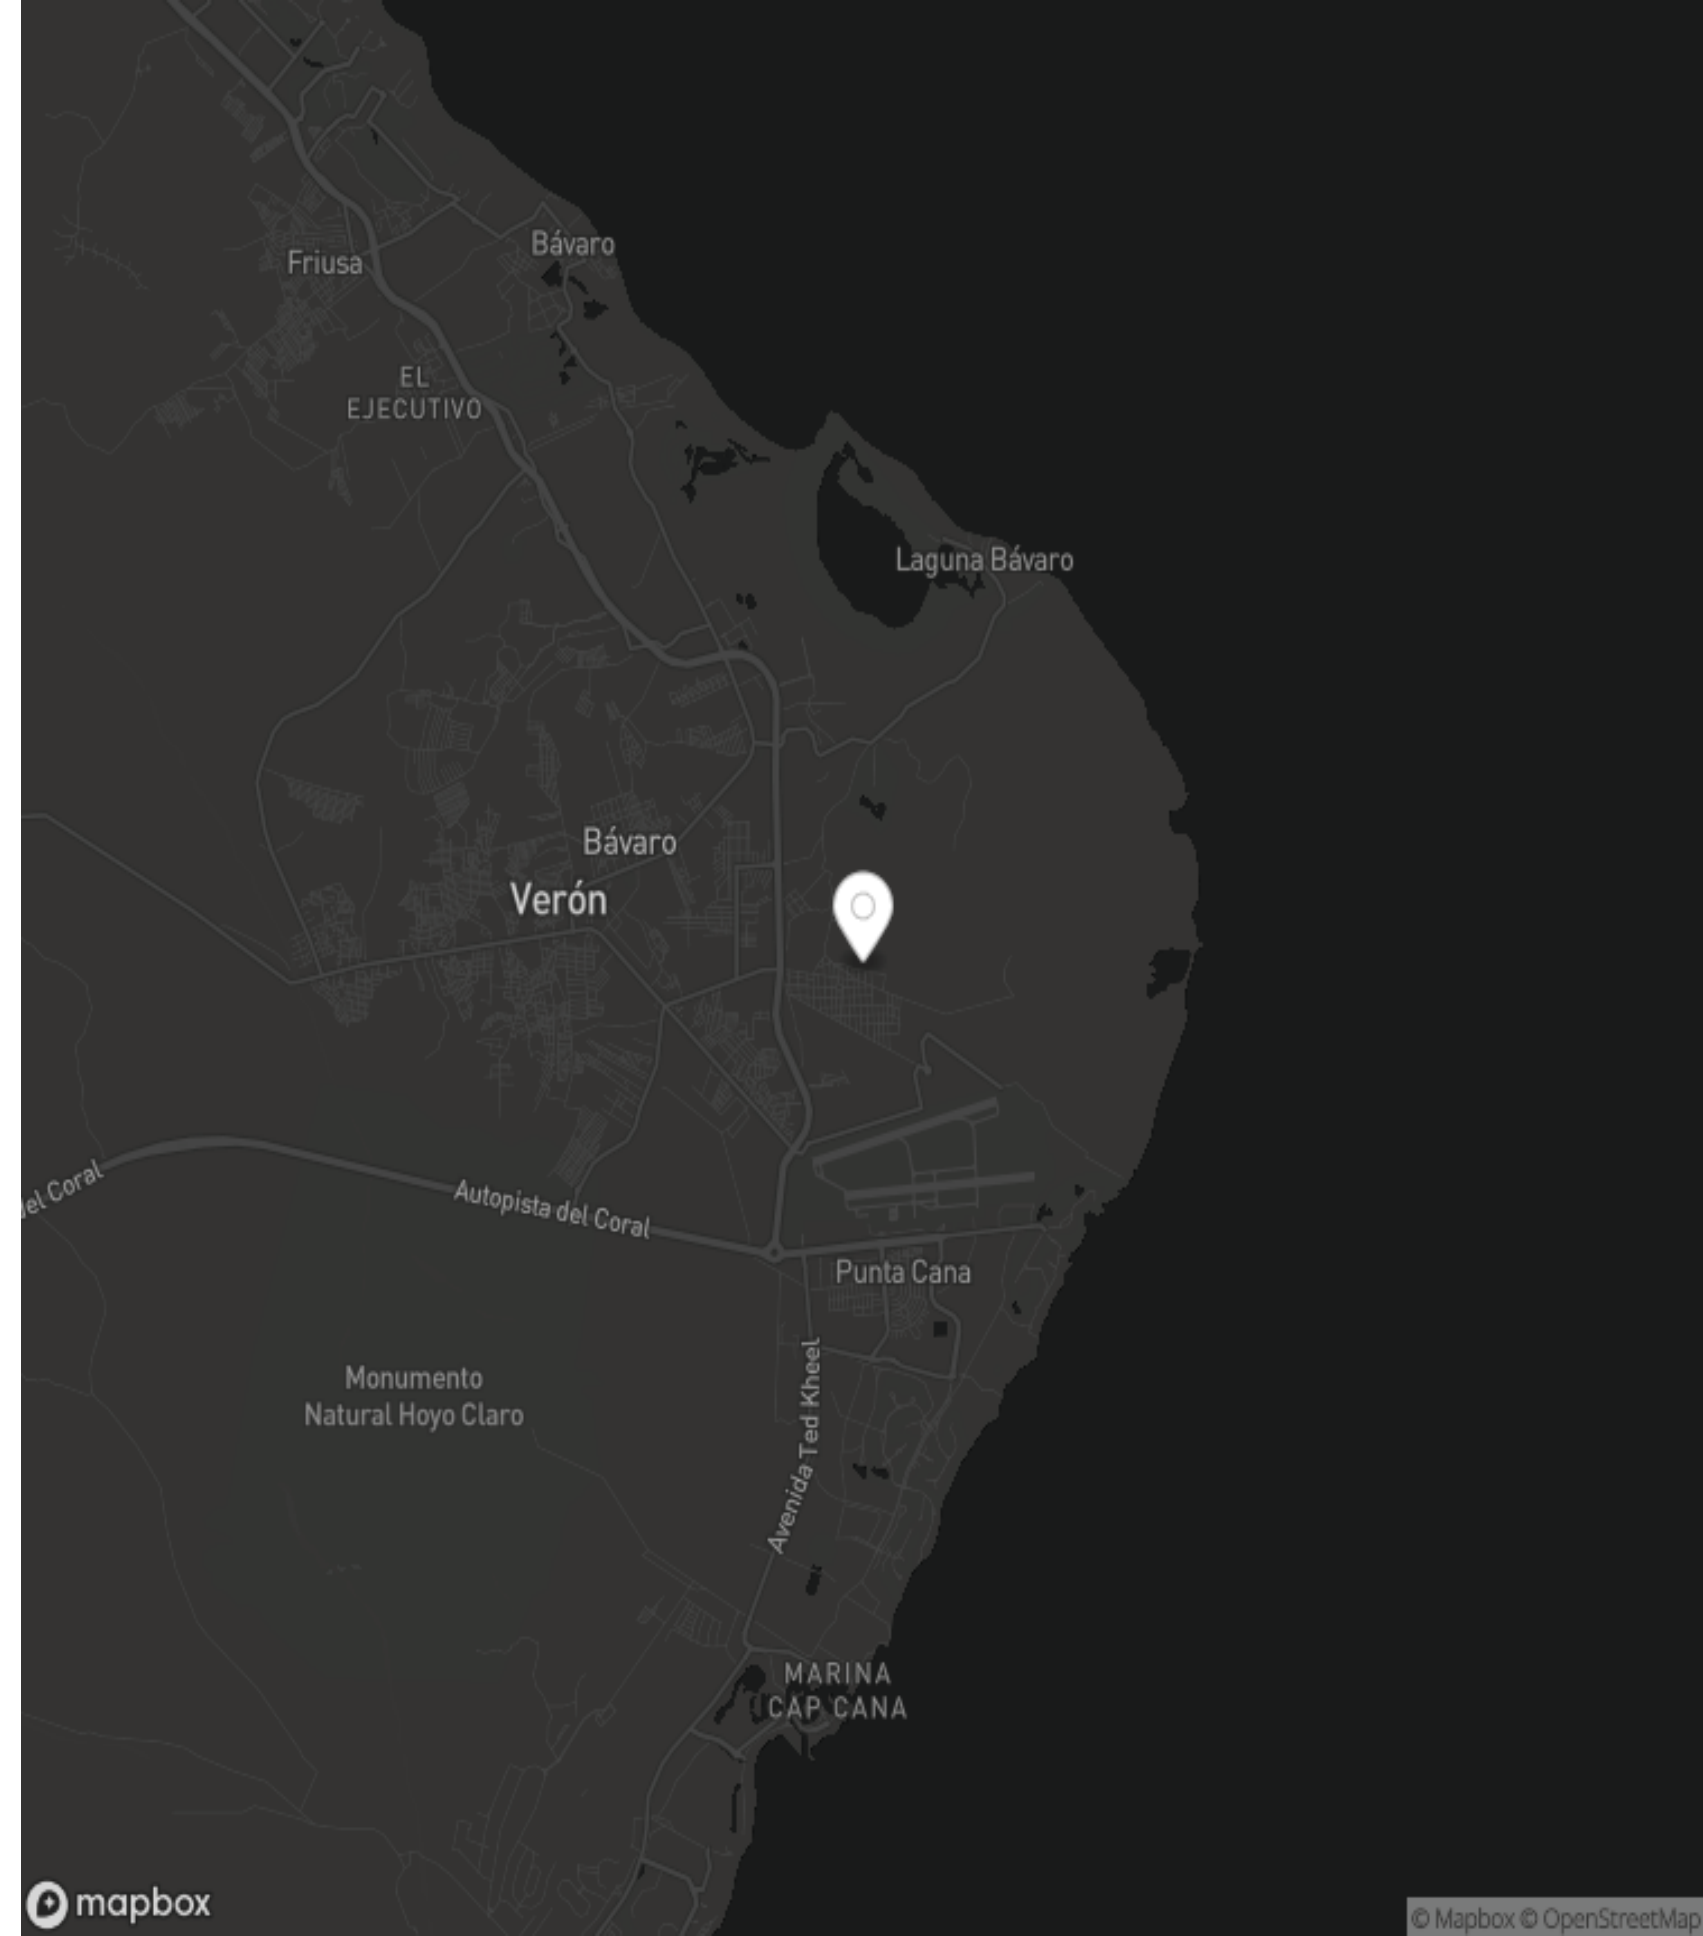 Bávaro
Friusa
EL
EJECUTIVO
Laguna Bávaro
Bávaro
Verón
del Coral
Autopista del Coral
Punta Cana
Monumento
Natural Hoyo Claro
Avenida Ted Kheel
MARINA
CAP CANA
mapbox
© Mapbox © OpenStreetMap